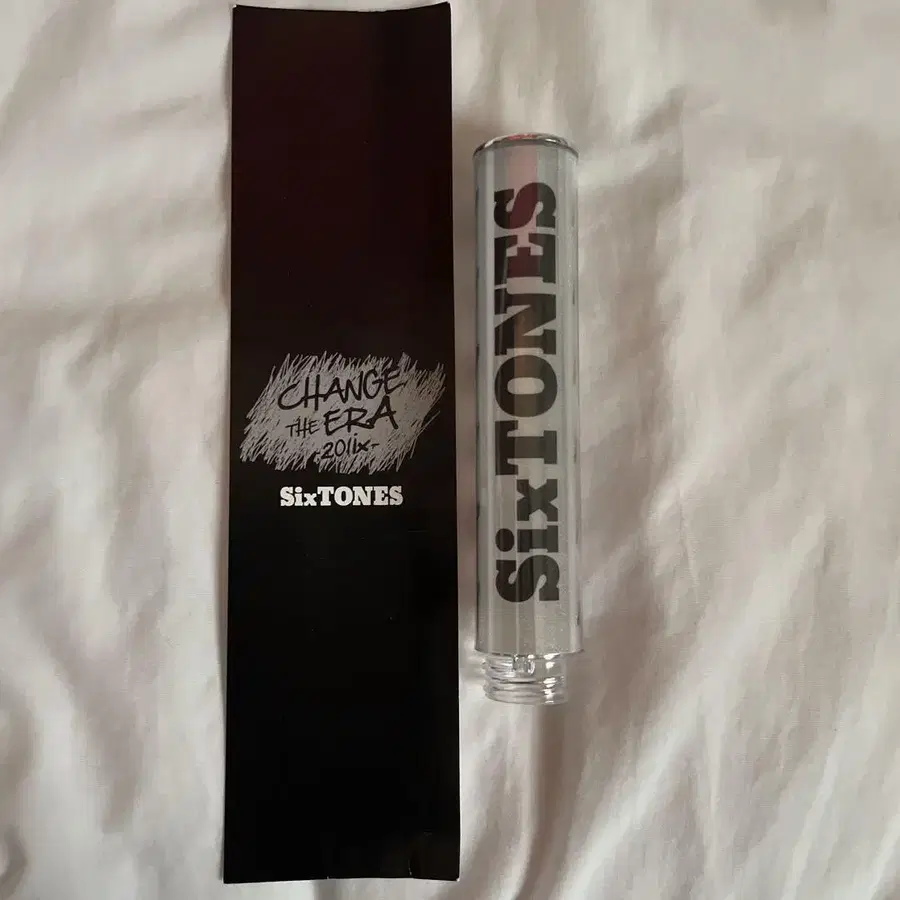 CHANGE
THE ERA
-201ix-
SixTONES
SixTONES